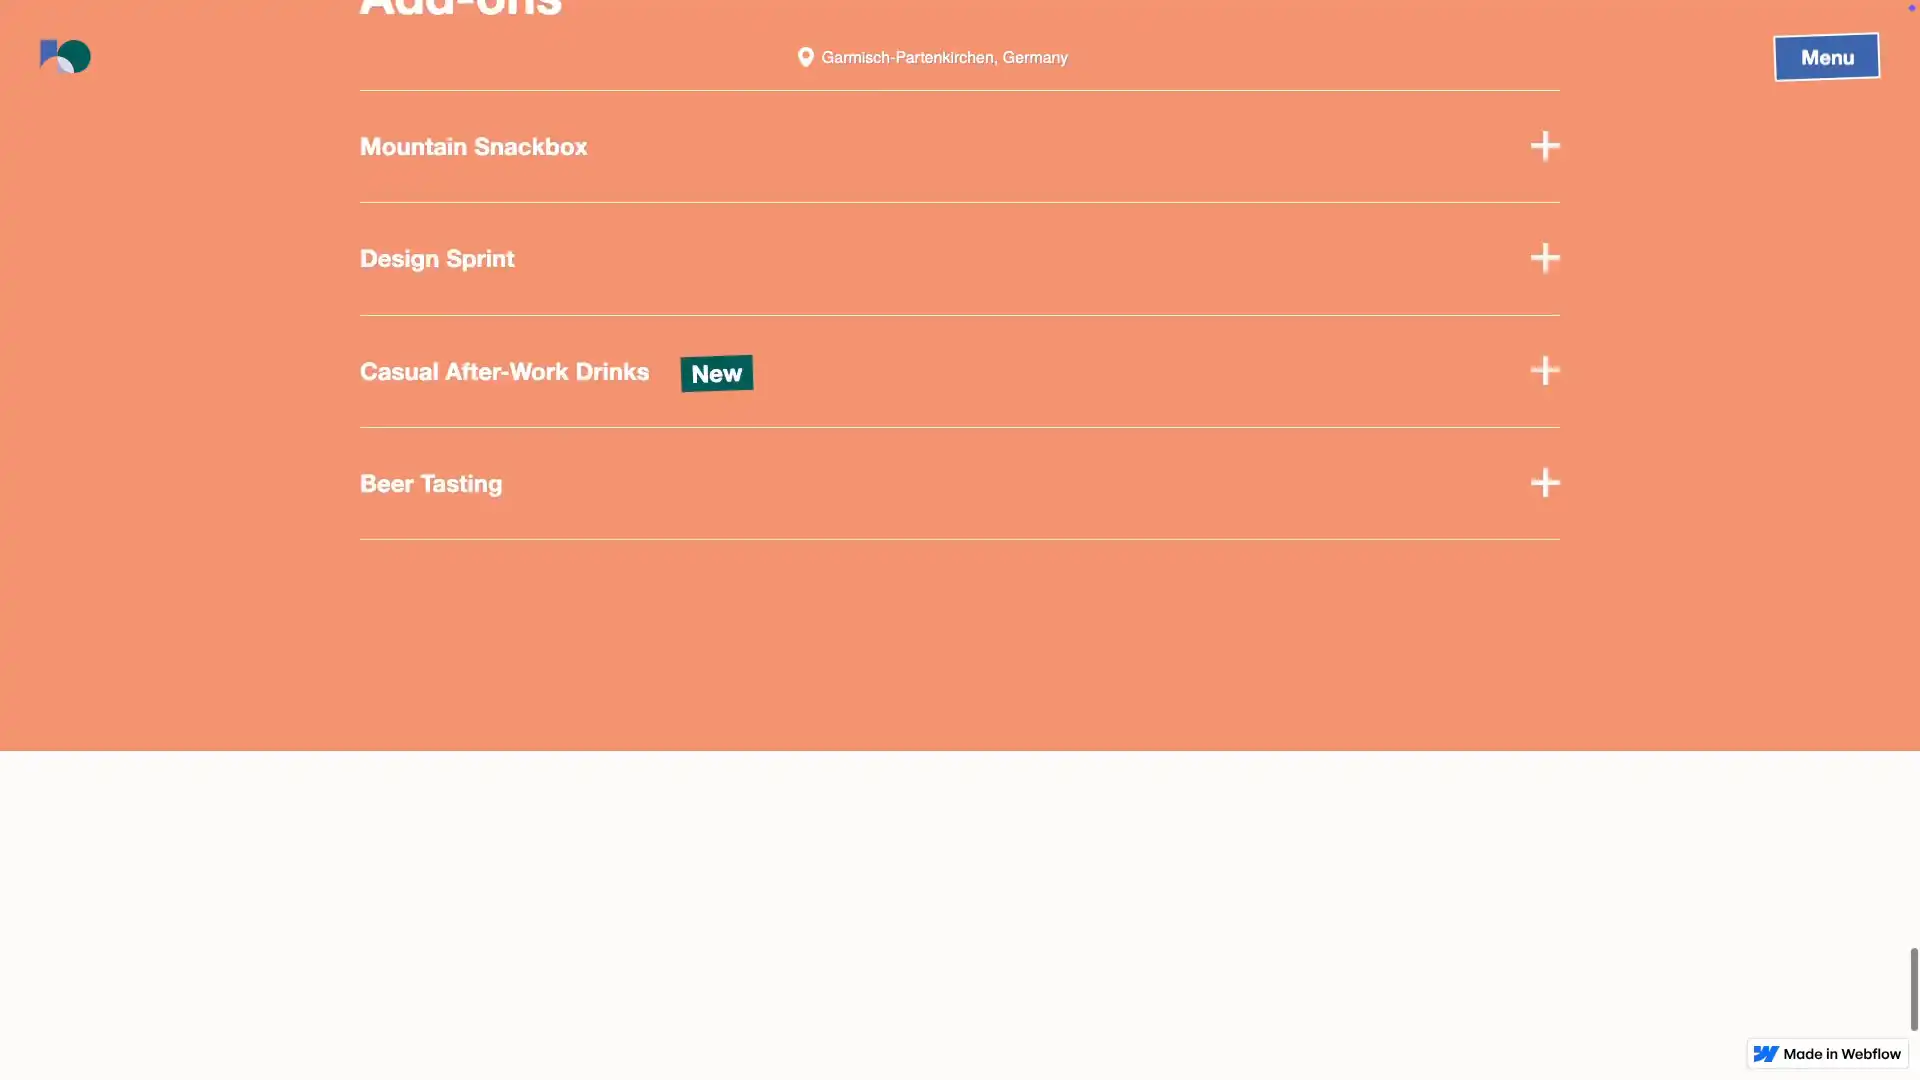 Add-ons
Garmisch-Partenkirchen, Germany
Menu
Mountain Snackbox
Design Sprint
Casual After-Work Drinks
New
Beer Tasting
Made in Webflow